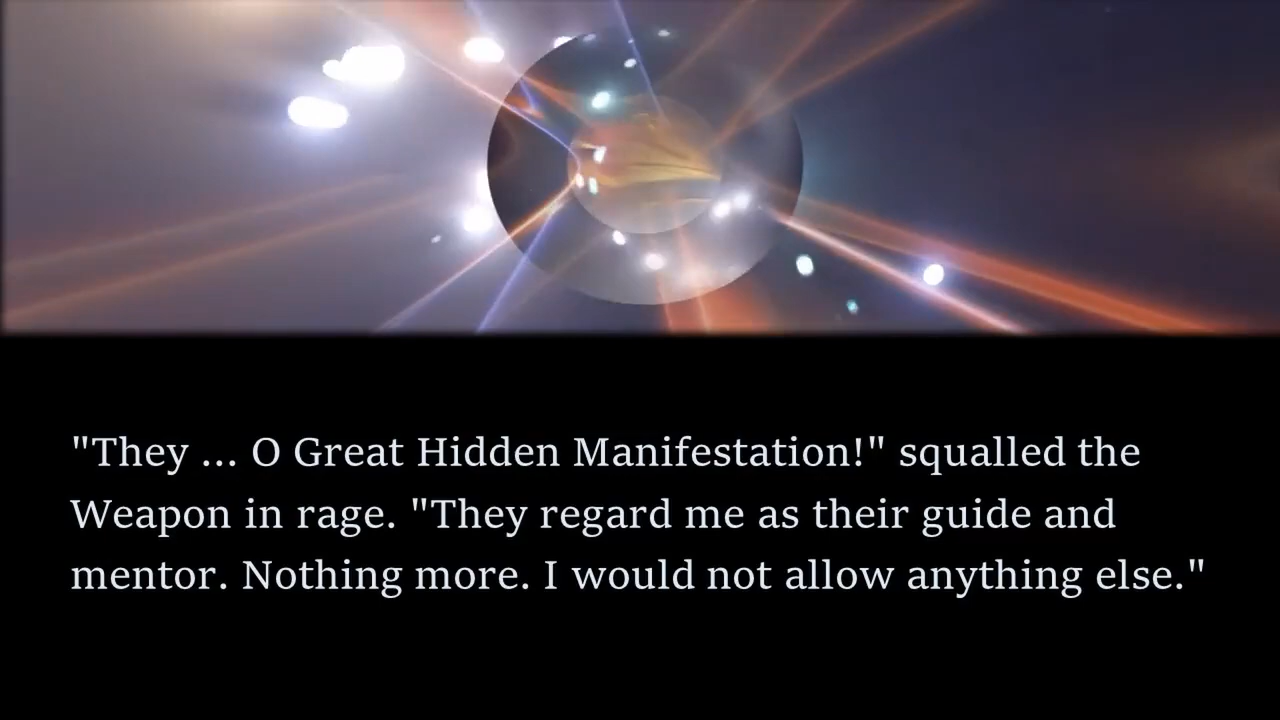 "They ... O Great Hidden Manifestation!" squalled the
Weapon in rage. "They regard me as their guide and
mentor. Nothing more. I would not allow anything else."